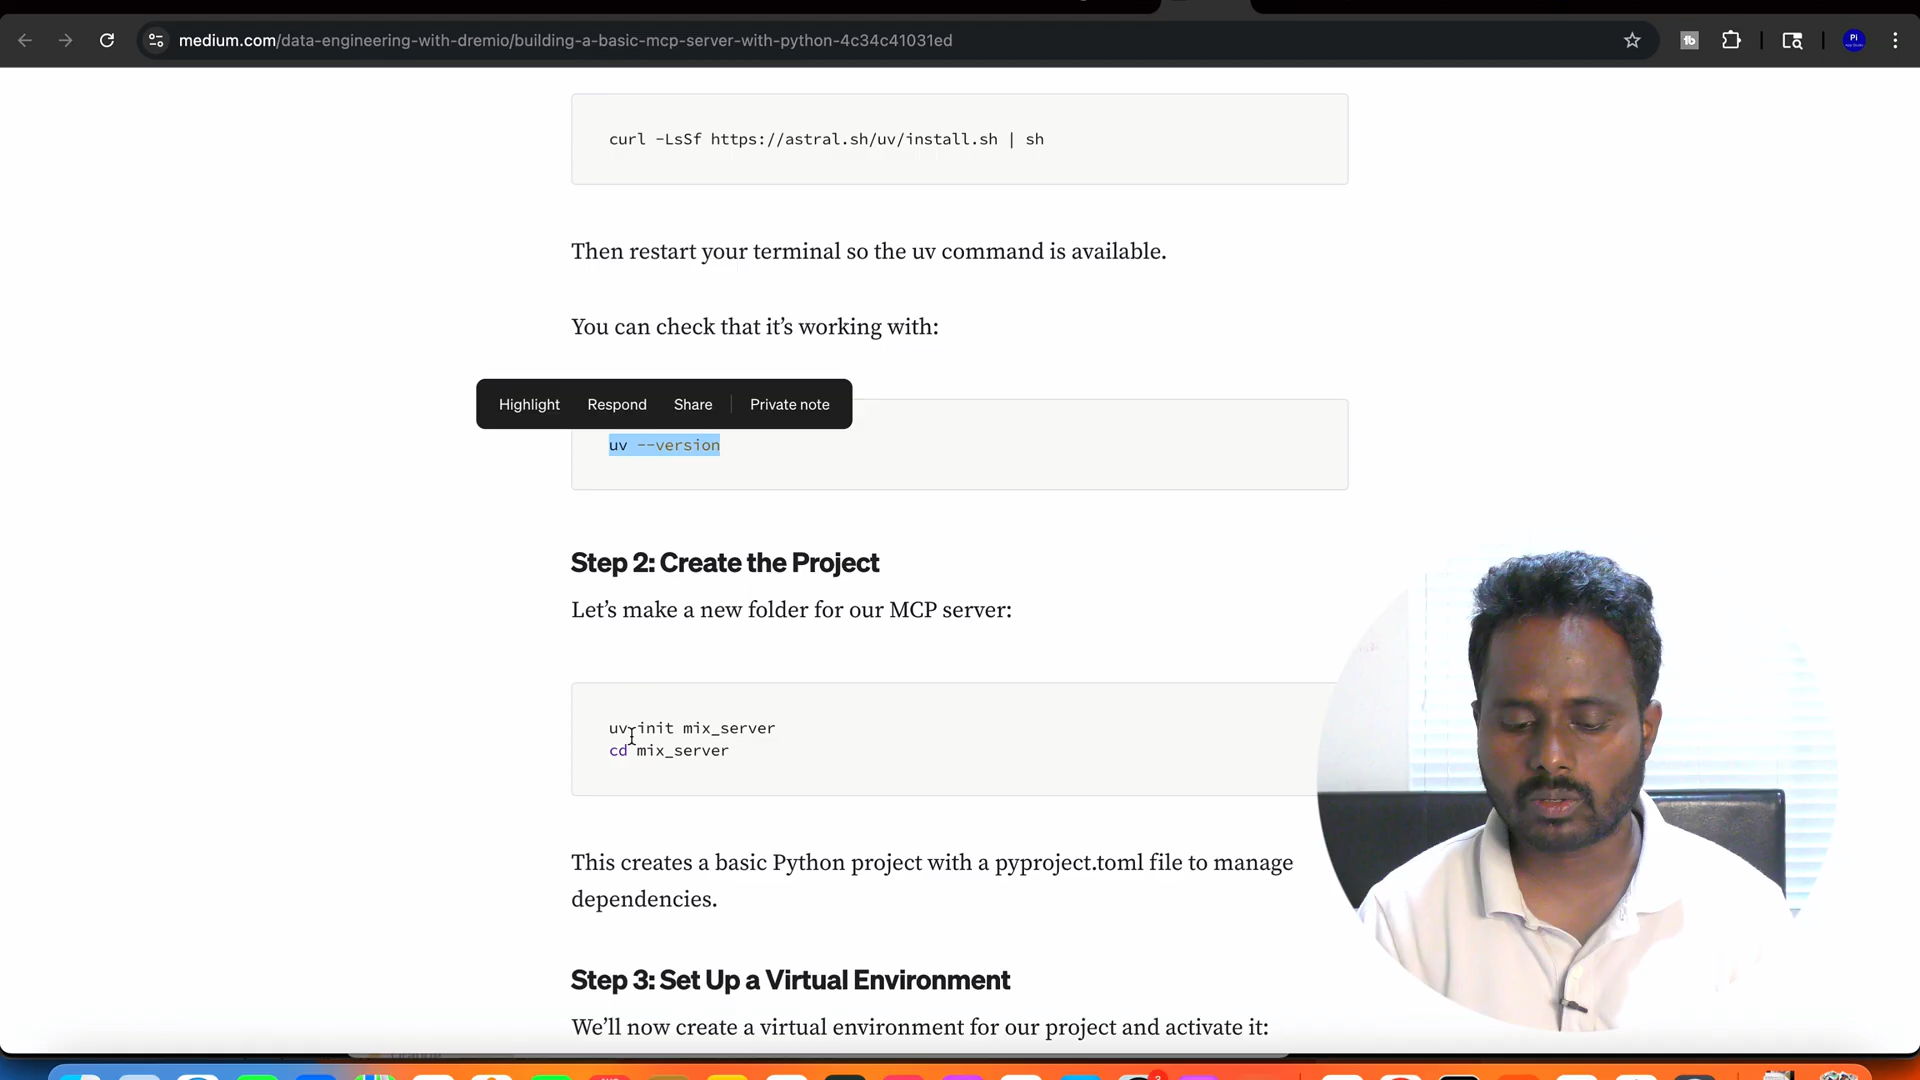 medium.com/data-engineering-with-dremio/building-a-basic-mcp-server-with-python-4c34c41031ed
curl -LsSf https://astral.sh/uv/install.sh | sh
Then restart your terminal so the uv command is available.
You can check that it's working with:
Highlight Respond Share Private note
uv --version
Step 2: Create the Project
Let's make a new folder for our MCP server:
uv init mix_server
cd mix_server
This creates a basic Python project with a pyproject.toml file to manage
dependencies.
Step 3: Set Up a Virtual Environment
We'll now create a virtual environment for our project and activate it: